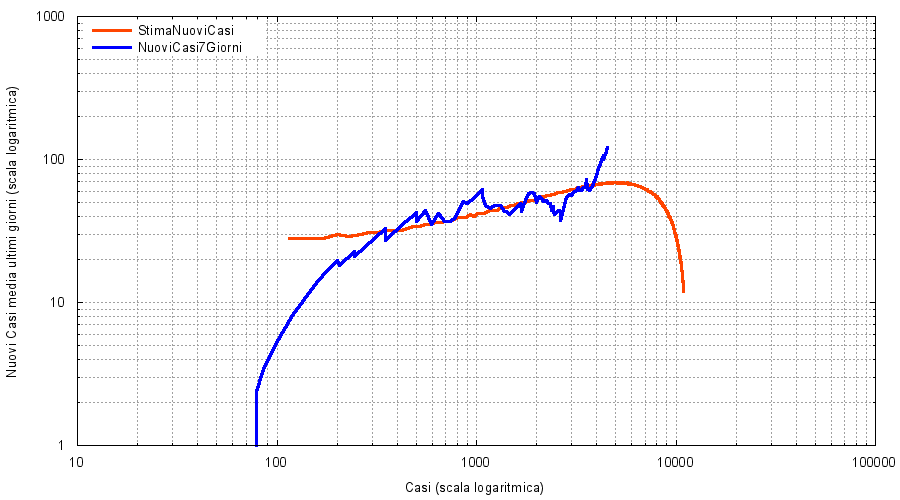 1000
StimaNuoviCasi
NuoviCasi7Giorni
100
10
1
Nuovi Casi media ultimi giorni (scala logaritmica)
10
100
1000
10000
100000
Casi (scala logaritmica)